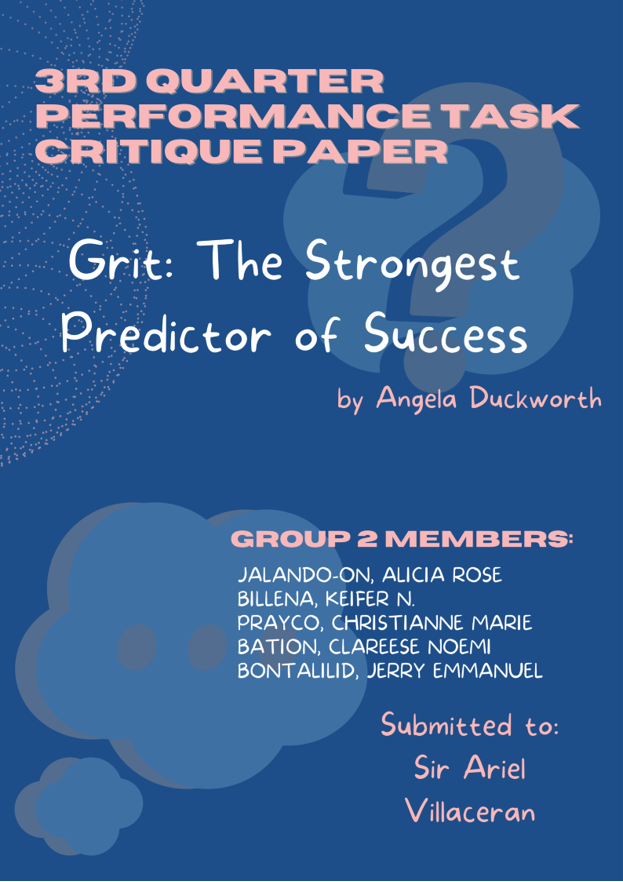 3RD QUARTER
PERFORMANCE TASK
CRITIQUE PAPER
Grit: The Strongest
Predictor of Success
by Angela Duckworth
GROUP 2 MEMBERS:
JALANDO-ON, ALICIA ROSE
BILLENA, KEIFER N.
PRAYCO, CHRISTIANNE MARIE
BATION, CLAREESE NOEMI
BONTALILID, JERRY EMMANUEL
Submitted to:
Sir Ariel
Villaceran